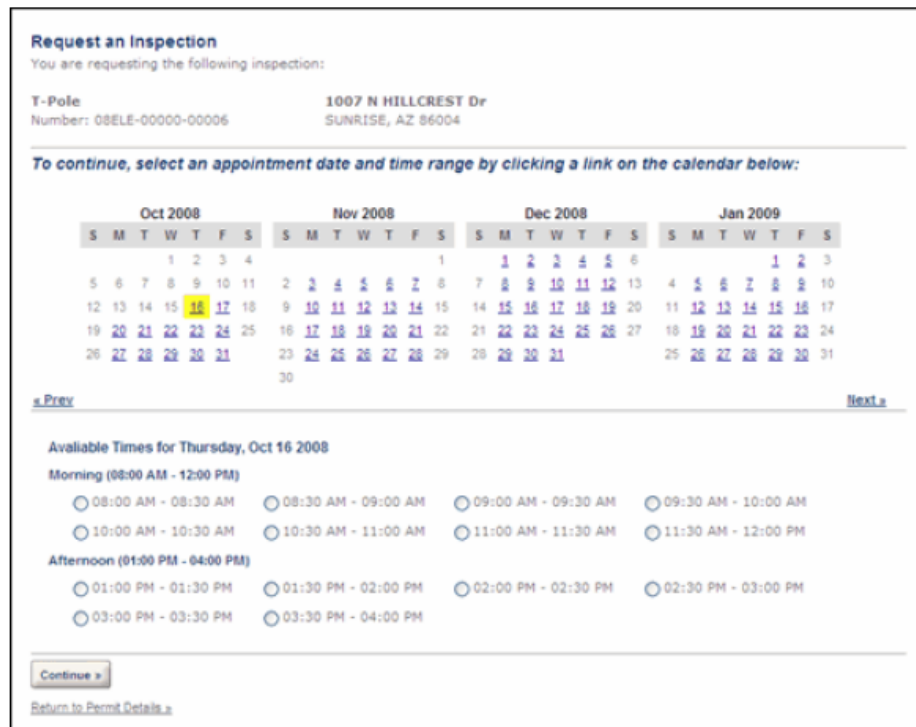 Request an Inspection
You are requesting the following inspection:
T-Pole 1007 N HILLCREST Dr
Number: 08ELE-00000-00006 SUNRISE, AZ 86004
To continue, select an appointment date and time range by clicking a link on the calendar below:
Oct 2008 Nov 2008 Dec 2008 Jan 2009
S M T W T F S S M T W T F S S M T W T F S S M T W T F S
1 2 3 4 1 1 2 3 4 5 6 1 2 3
5 6 7 8 9 10 11 2 3 4 5 6 7 8 7 8 9 10 11 12 13 4 5 6 7 8 9 10
12 13 14 15 16 17 18 9 10 11 12 13 14 15 14 15 16 17 18 19 20 11 12 13 14 15 16 17
19 20 21 22 23 24 25 16 17 18 19 20 21 22 21 22 23 24 25 26 27 18 19 20 21 22 23 24
26 27 28 29 30 31 23 24 25 26 27 28 29 28 29 30 31 25 26 27 28 29 30 31
30
« Prev Next »
Avaliable Times for Thursday, Oct 16 2008
Morning (08:00 AM - 12:00 PM)
08:00 AM - 08:30 AM 08:30 AM - 09:00 AM 09:00 AM - 09:30 AM 09:30 AM - 10:00 AM
10:00 AM - 10:30 AM 10:30 AM - 11:00 AM 11:00 AM - 11:30 AM 11:30 AM - 12:00 PM
Afternoon (01:00 PM - 04:00 PM)
01:00 PM - 01:30 PM 01:30 PM - 02:00 PM 02:00 PM - 02:30 PM 02:30 PM - 03:00 PM
03:00 PM - 03:30 PM 03:30 PM - 04:00 PM
Continue »
Return to Permit Details »